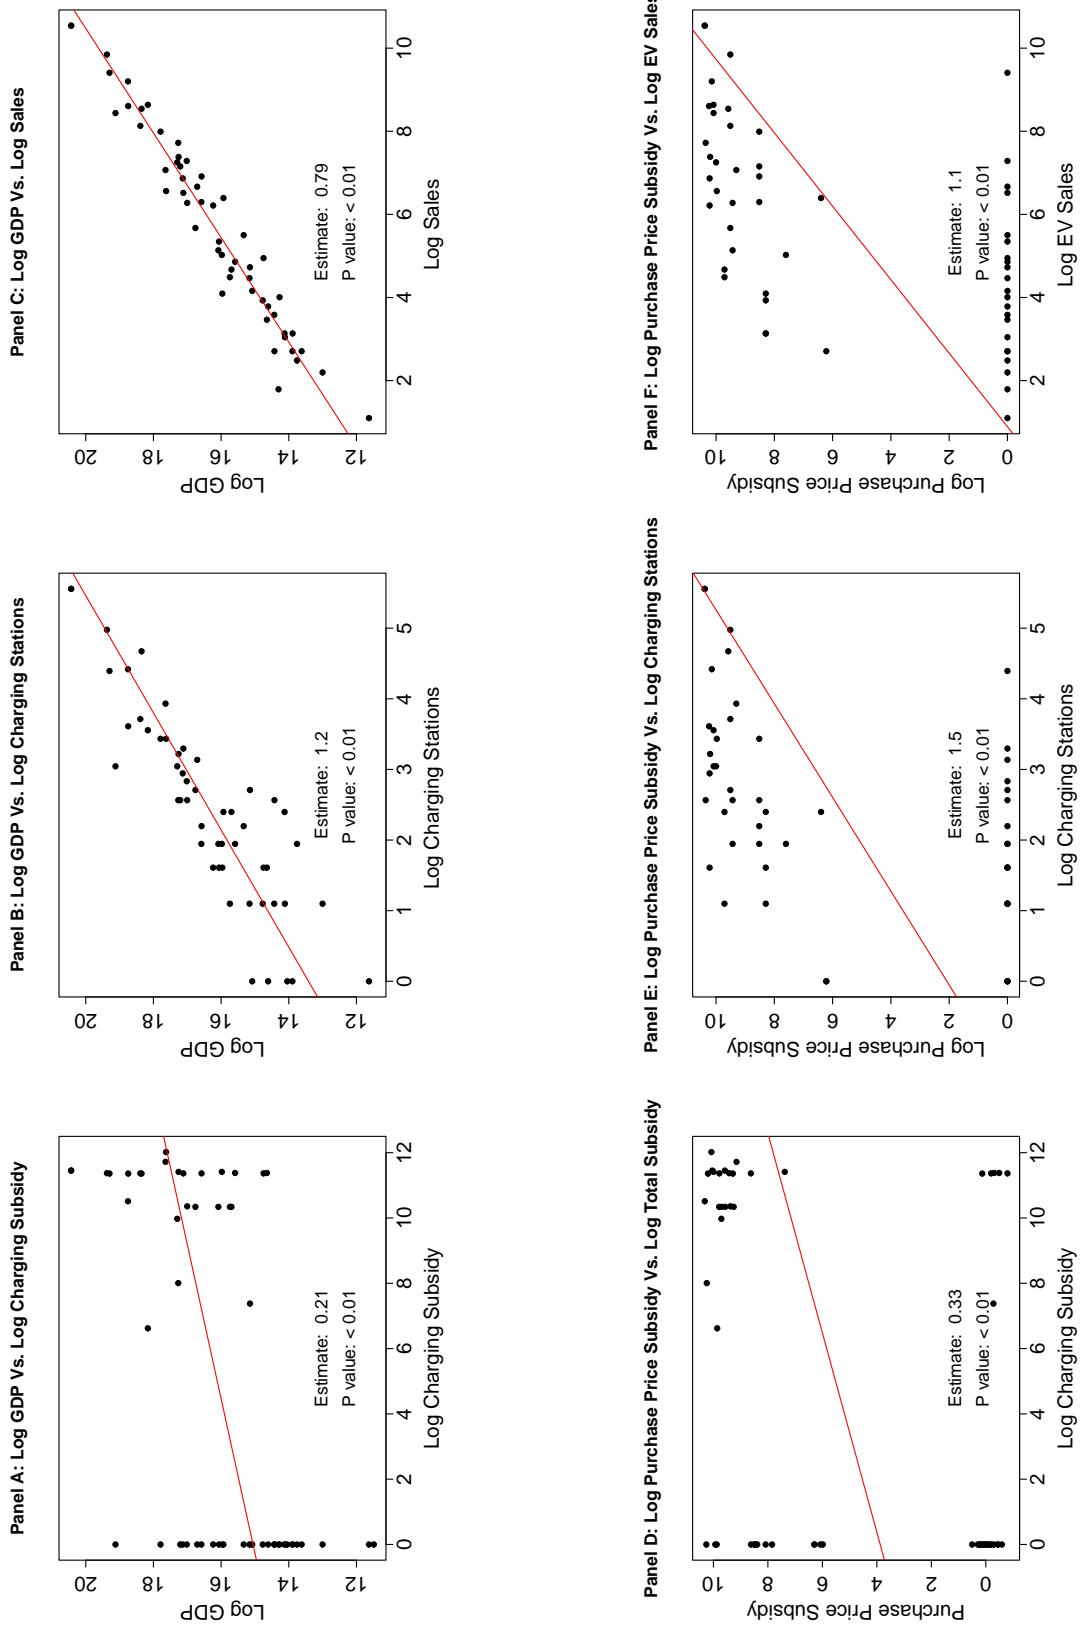 Panel A: Log GDP Vs. Log Charging Subsidy
Log GDP
20
18
16
14
12
Estimate: 0.21
P value: < 0.01
0 2 4 6 8 10 12
Log Charging Subsidy
Panel B: Log GDP Vs. Log Charging Stations
Log GDP
20
18
16
14
12
Estimate: 1.2
P value: < 0.01
0 1 2 3 4 5
Log Charging Stations
Panel C: Log GDP Vs. Log Sales
Log GDP
20
18
16
14
12
Estimate: 0.79
P value: < 0.01
2 4 6 8 10
Log Sales
Panel D: Log Purchase Price Subsidy Vs. Log Total Subsidy
Purchase Price Subsidy
10
8
6
4
2
0
Estimate: 0.33
P value: < 0.01
0 2 4 6 8 10 12
Log Charging Subsidy
Panel E: Log Purchase Price Subsidy Vs. Log Charging Stations
Log Purchase Price Subsidy
10
8
6
4
2
0
Estimate: 1.5
P value: < 0.01
0 1 2 3 4 5
Log Charging Stations
Panel F: Log Purchase Price Subsidy Vs. Log EV Sales
Log Purchase Price Subsidy
10
8
6
4
2
0
Estimate: 1.1
P value: < 0.01
2 4 6 8 10
Log EV Sales